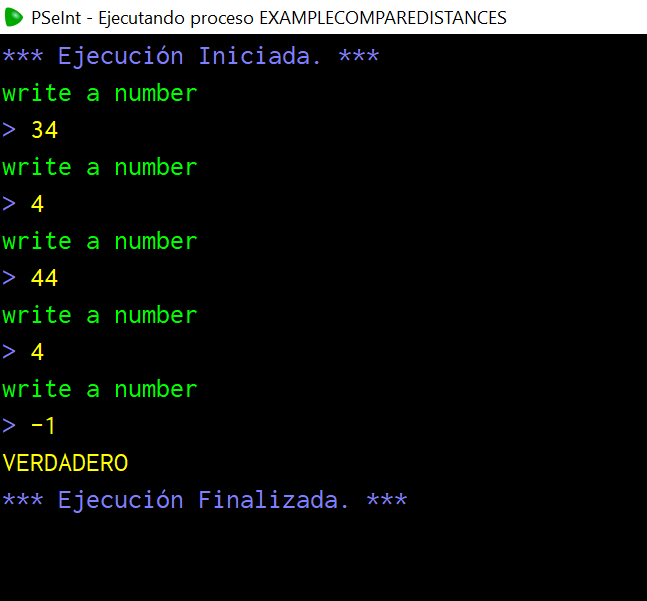 PSeInt - Ejecutando proceso EXAMPLECOMPAREDISTANCES
*** Ejecución Iniciada. ***
write a number
> 34
write a number
> 4
write a number
> 44
write a number
> 4
write a number
> -1
VERDADERO
*** Ejecución Finalizada. ***